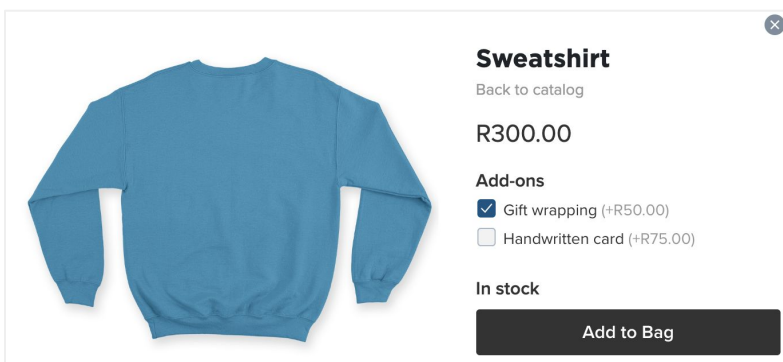 Sweatshirt
Back to catalog
R300.00
Add-ons
Gift wrapping (+R50.00)
Handwritten card (+R75.00)
In stock
Add to Bag